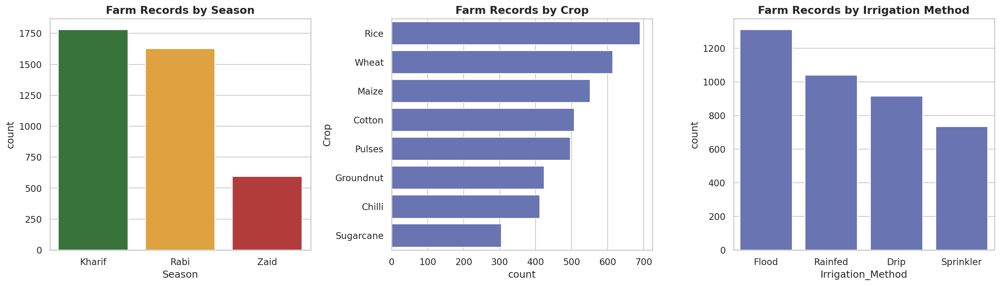 Farm Records by Season
count
1750
1500
1250
1000
750
500
250
0
Kharif Rabi Zaid
Season
Farm Records by Crop
Crop
Rice
Wheat
Maize
Cotton
Pulses
Groundnut
Chilli
Sugarcane
0 100 200 300 400 500 600 700
count
Farm Records by Irrigation Method
count
1200
1000
800
600
400
200
0
Flood Rainfed Drip Sprinkler
Irrigation_Method